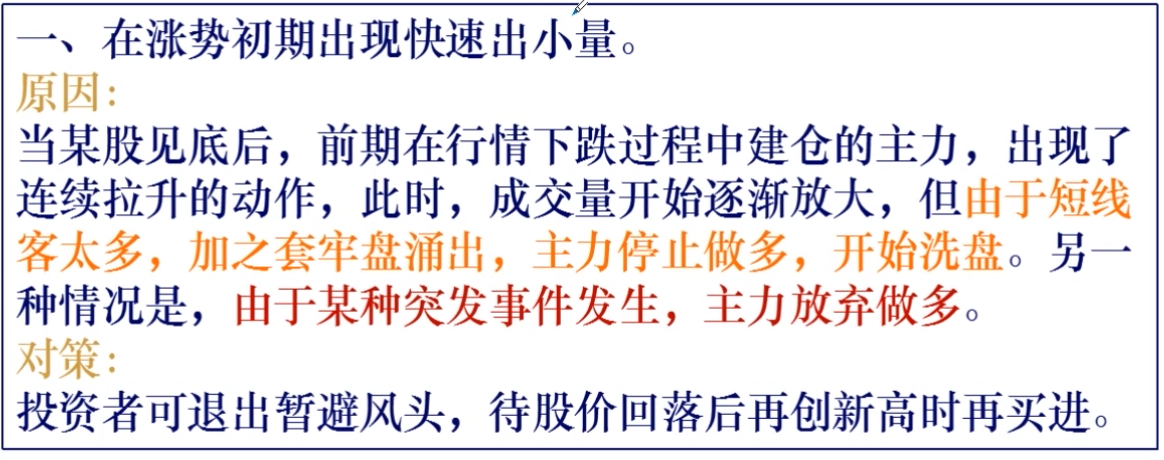 一、在涨势初期出现快速出小量。
原因:
当某股见底后，前期在行情下跌过程中建仓的主力，出现了
连续拉升的动作，此时，成交量开始逐渐放大，但由于短线
客太多，加之套牢盘涌出，主力停止做多，开始洗盘。另一
种情况是，由于某种突发事件发生，主力放弃做多。
对策:
投资者可退出暂避风头，待股价回落后再创新高时再买进。